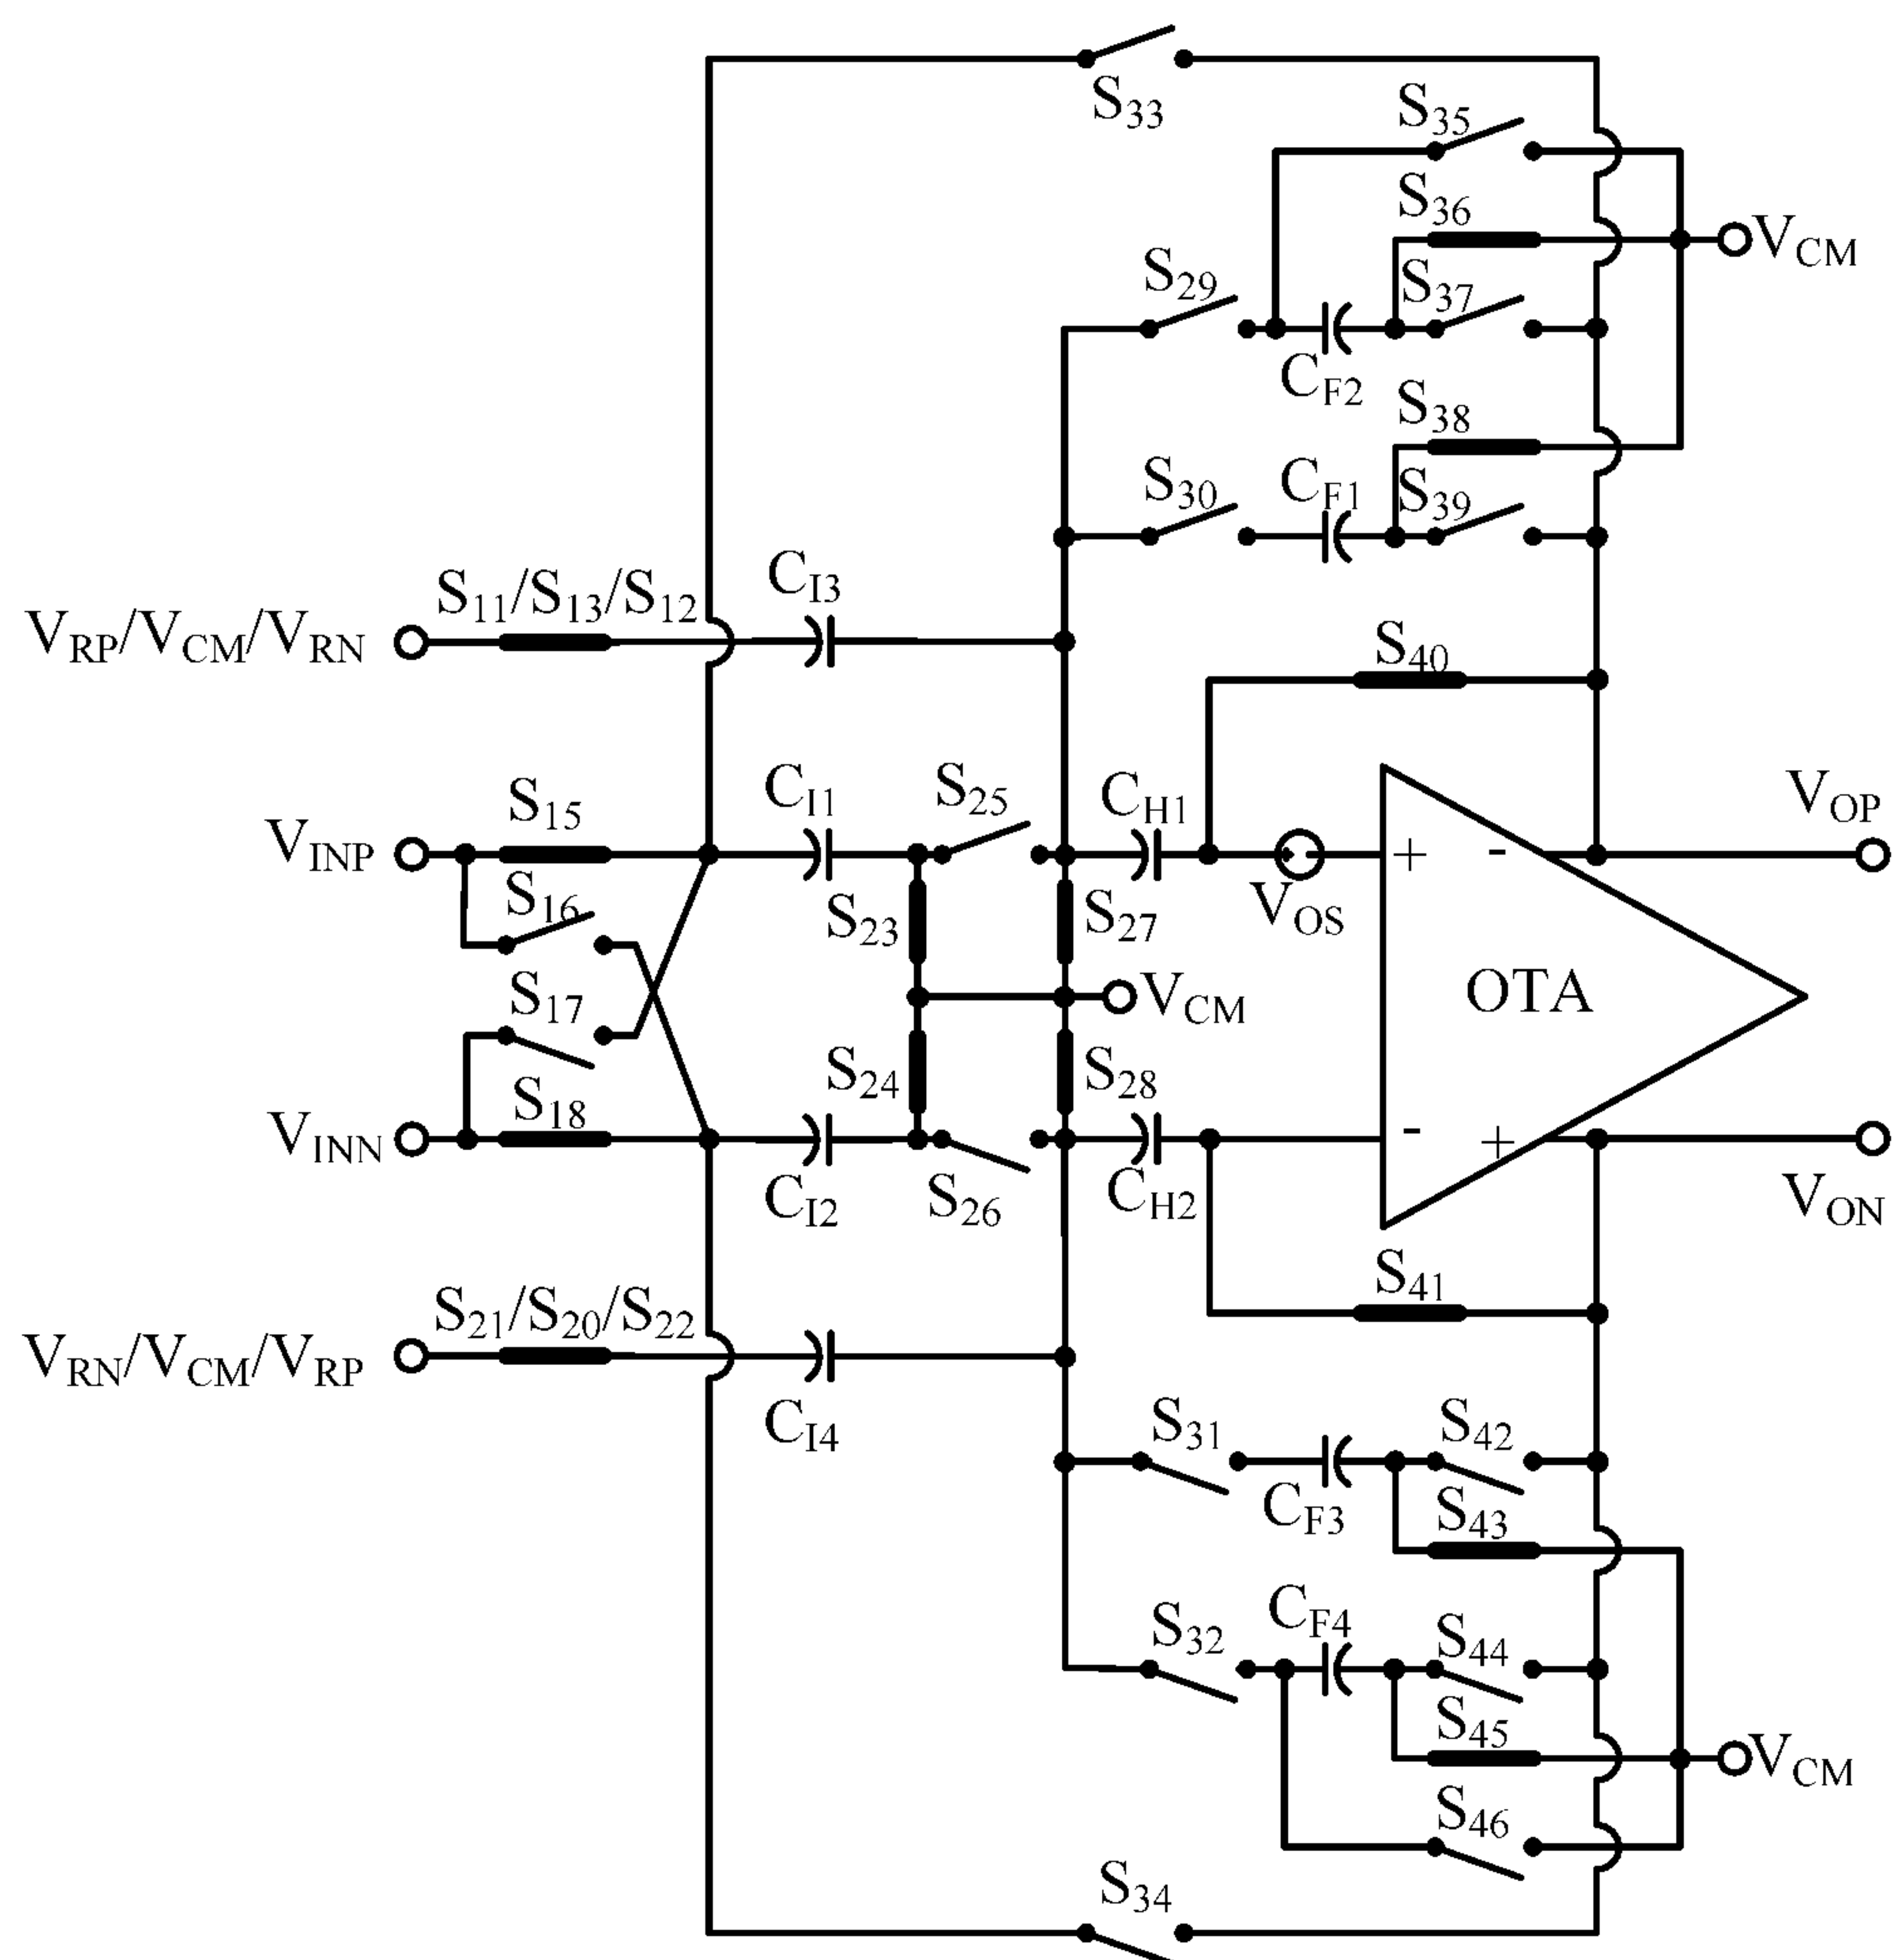 S33
S35
S36
VCM
S29
S37
CF2
S38
S30
CF1
S39
CI3
S11/S13/S12
VRP/VCM/VRN
S40
CI1
S25
CH1
VOP
S15
VINP
S16
S23
S27
VOS
+
-
S17
VCM
OTA
S24
S28
S18
VINN
-
+
CI2
S26
CH2
VON
S41
S21/S20/S22
VRN/VCM/VRP
CI4
S31
S42
CF3
S43
CF4
S32
S44
S45
VCM
S46
S34